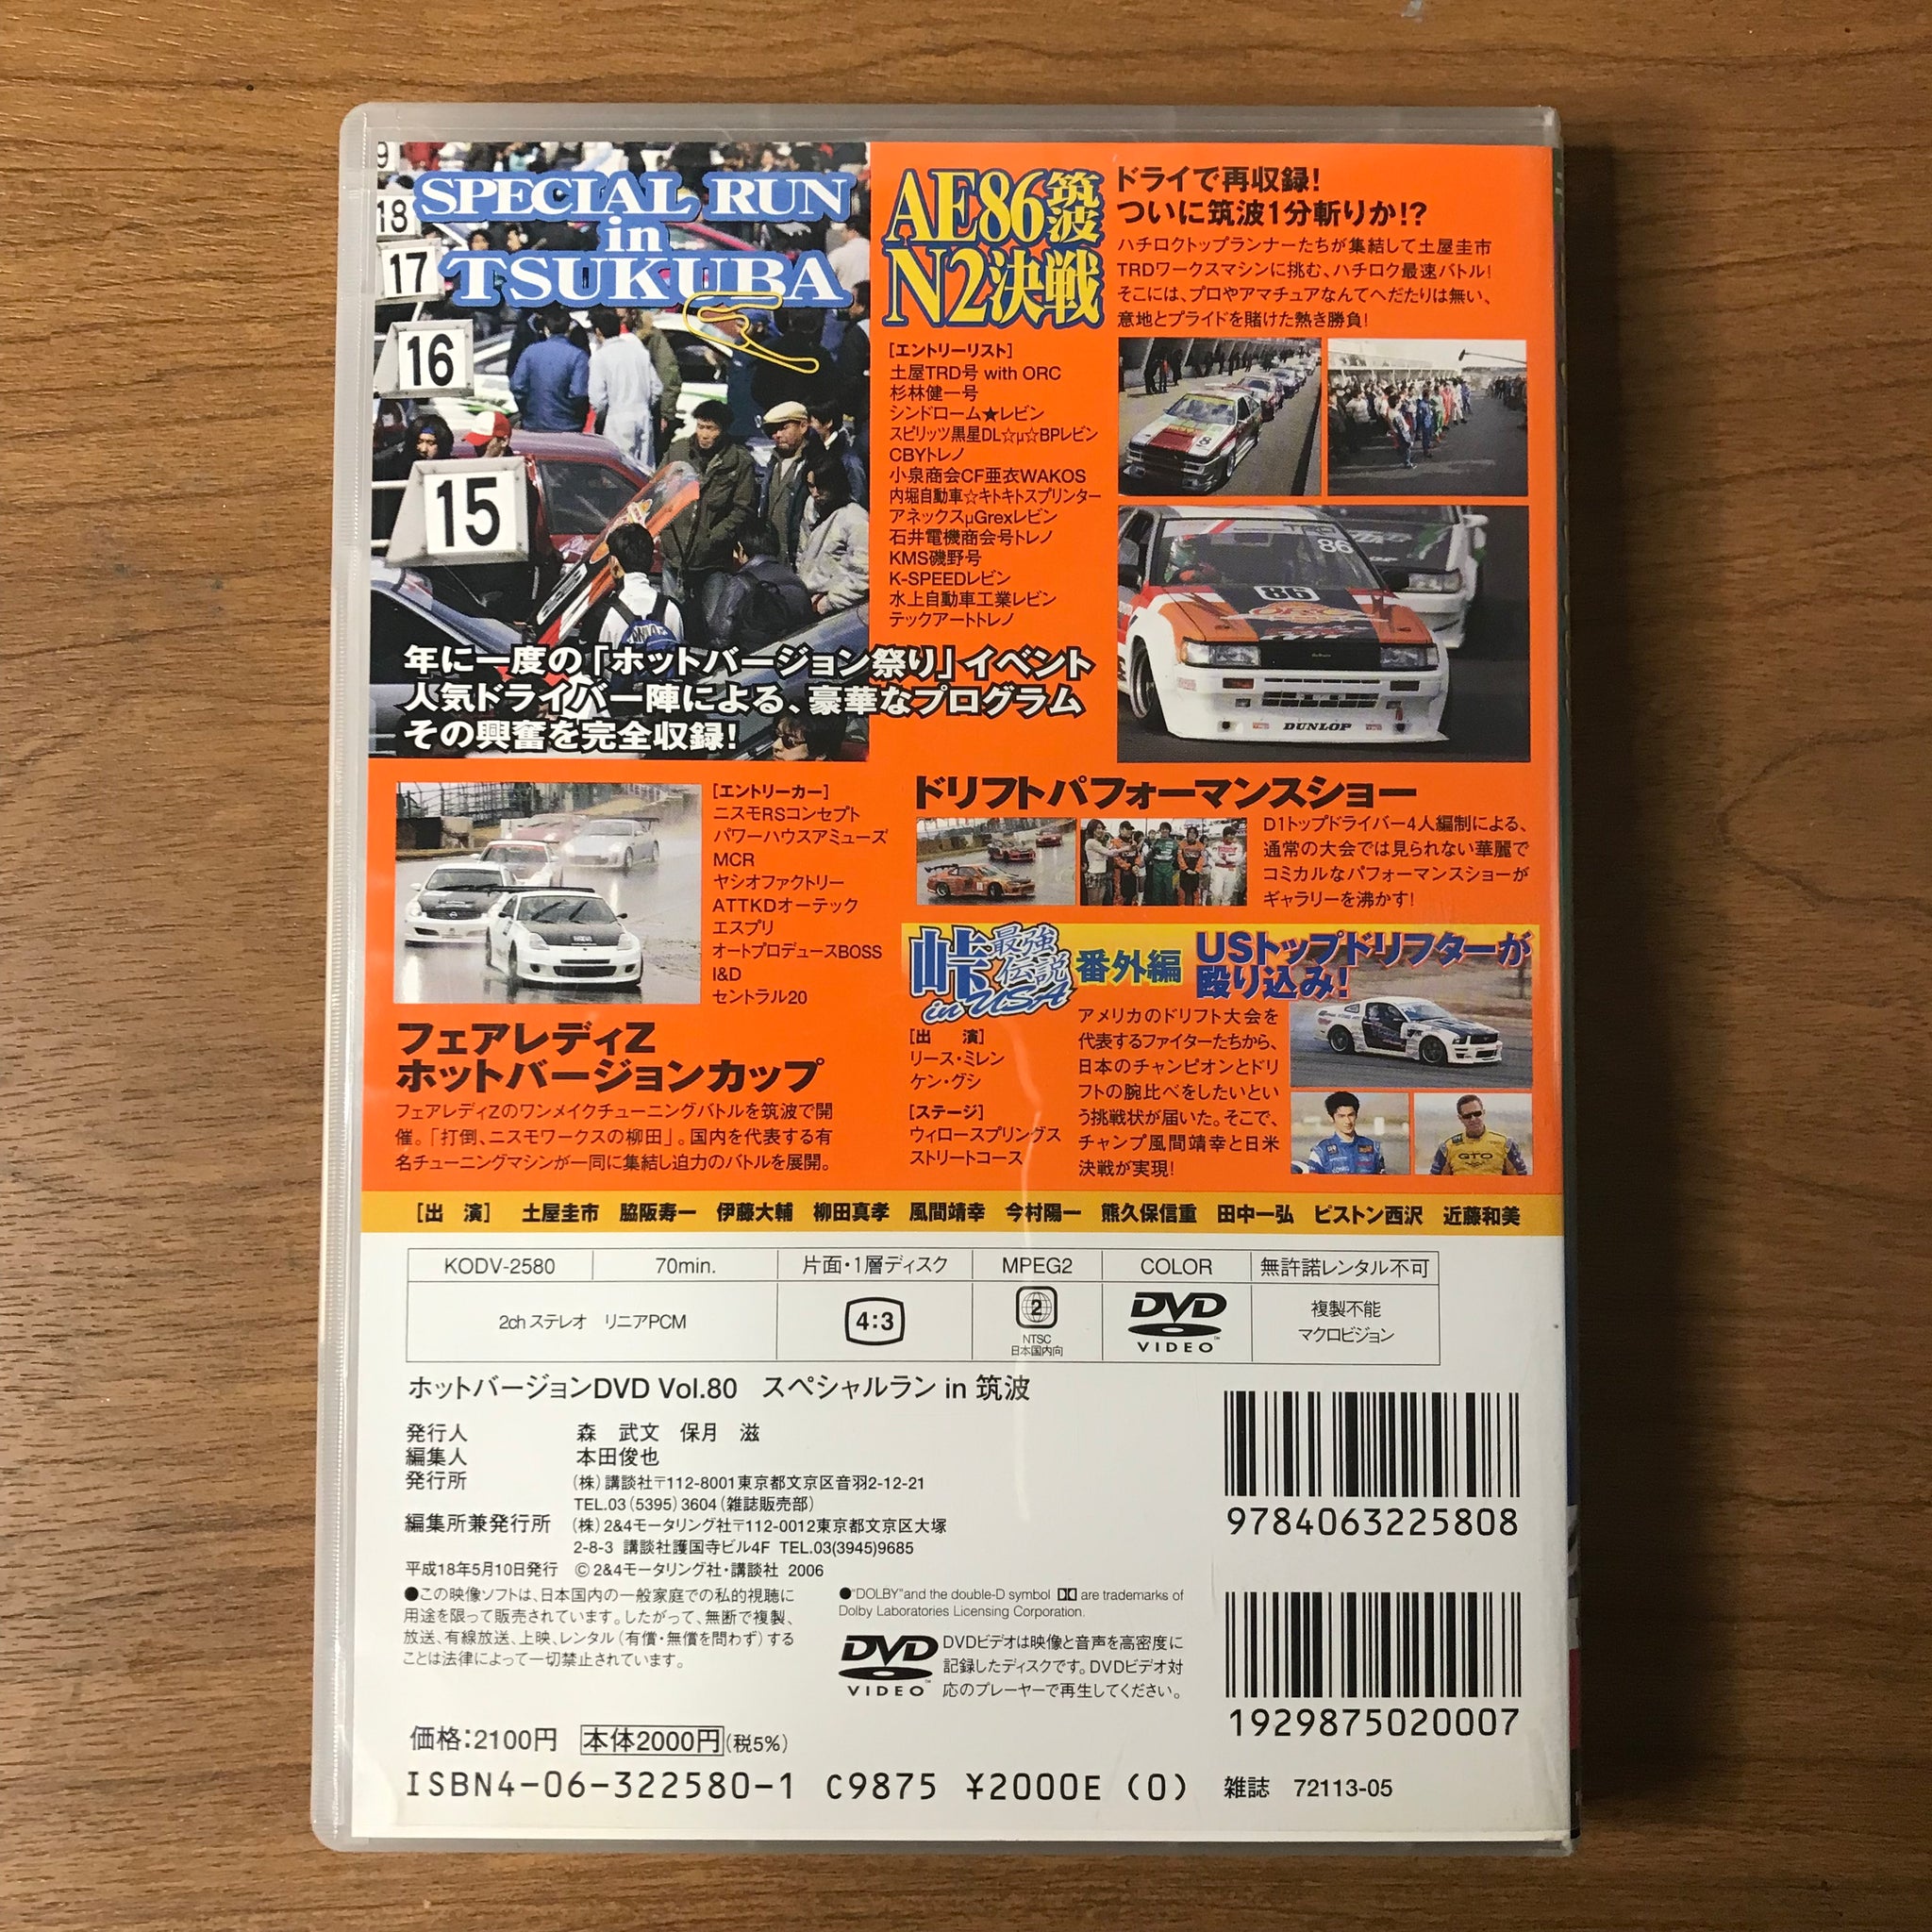 9
18
17
16
15
SPECIAL RUN
in
TSUKUBA
年に一度の「ホットバージョン祭り」イベント
人気ドライバー陣による、豪華なプログラム
その興奮を完全収録!
AE86筑波
N2決戦
ドライで再収録!
ついに筑波1分斬りか!?
ハチロクトップランナーたちが集結して土屋圭市
TRDワークスマシンに挑む、ハチロク最速バトル!
そこには、プロやアマチュアなんてへだたりは無い、
意地とプライドを賭けた熱き勝負!
[エントリーリスト]
土屋TRD号 with ORC
杉林健一号
シンドローム★レビン
スピリッツ黒星DL☆μ☆BPレビン
CBYトレノ
小泉商会CF亜衣WAKOS
内堀自動車☆キトキトスプリンター
アネックスμGrexレビン
石井電機商会号トレノ
KMS磯野号
K-SPEEDレビン
水上自動車工業レビン
テックアートトレノ
8
86
86
DUNLOP
[エントリーカー]
ニスモRSコンセプト
パワーハウスアミューズ
MCR
ヤシオファクトリー
ATTKDオーテック
エスプリ
オートプロデュースBOSS
I&D
セントラル20
フェアレディZ
ホットバージョンカップ
フェアレディZのワンメイクチューニングバトルを筑波で開
催。「打倒、ニスモワークスの柳田」。国内を代表する有
名チューニングマシンが一同に集結し迫力のバトルを展開。
ドリフトパフォーマンスショー
D1トップドライバー4人編制による、
通常の大会では見られない華麗で
コミカルなパフォーマンスショーが
ギャラリーを沸かす!
峠最強伝説
in USA
番外編
USトップドリフターが
殴り込み!
[出　演]
リース・ミレン
ケン・グシ
[ステージ]
ウィロースプリングス
ストリートコース
アメリカのドリフト大会を
代表するファイターたちから、
日本のチャンピオンとドリ
フトの腕比べをしたいとい
う挑戦状が届いた。そこで、
チャンプ風間靖幸と日米
決戦が実現!
GTO
[出　演]　土屋圭市　脇阪寿一　伊藤大輔　柳田真孝　風間靖幸　今村陽一　熊久保信重　田中一弘　ピストン西沢　近藤和美
KODV-2580　70min.　片面・1層ディスク　MPEG2　COLOR　無許諾レンタル不可
2ch ステレオ　リニアPCM　4:3　2　DVD　複製不能
NTSC　VIDEO　マクロビジョン
日本国内向
ホットバージョンDVD Vol.80　スペシャルラン in 筑波
発行人　森　武文　保月　滋
編集人　本田俊也
発行所　(株)講談社〒112-8001東京都文京区音羽2-12-21
TEL.03(5395)3604(雑誌販売部)
編集所兼発行所　(株)2&4モータリング社〒112-0012東京都文京区大塚
2-8-3 講談社護国寺ビル4F TEL.03(3945)9685
平成18年5月10日発行　©2&4モータリング社・講談社 2006
●この映像ソフトは、日本国内の一般家庭での私的視聴に
用途を限って販売されています。したがって、無断で複製、
放送、有線放送、上映、レンタル(有償・無償を問わず)する
ことは法律によって一切禁止されています。
●"DOLBY"and the double-D symbol are trademarks of
Dolby Laboratories Licensing Corporation.
DVD
VIDEO
DVDビデオは映像と音声を高密度に
記録したディスクです。DVDビデオ対
応のプレーヤーで再生してください。
9784063225808
1929875020007
価格:2100円　本体2000円(税5%)
ISBN4-06-322580-1 C9875 ¥2000E (0)
雑誌　72113-05